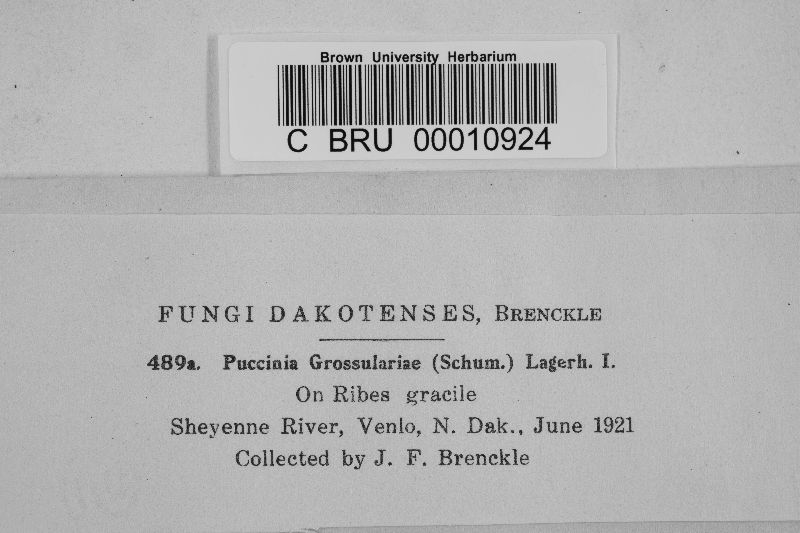 Brown University Herbarium
C BRU 00010924
FUNGI DAKOTENSES, BRENCKLE
489a. Puccinia Grossulariae (Schum.) Lagerh. I.
On Ribes gracile
Sheyenne River, Venlo, N. Dak., June 1921
Collected by J. F. Brenckle